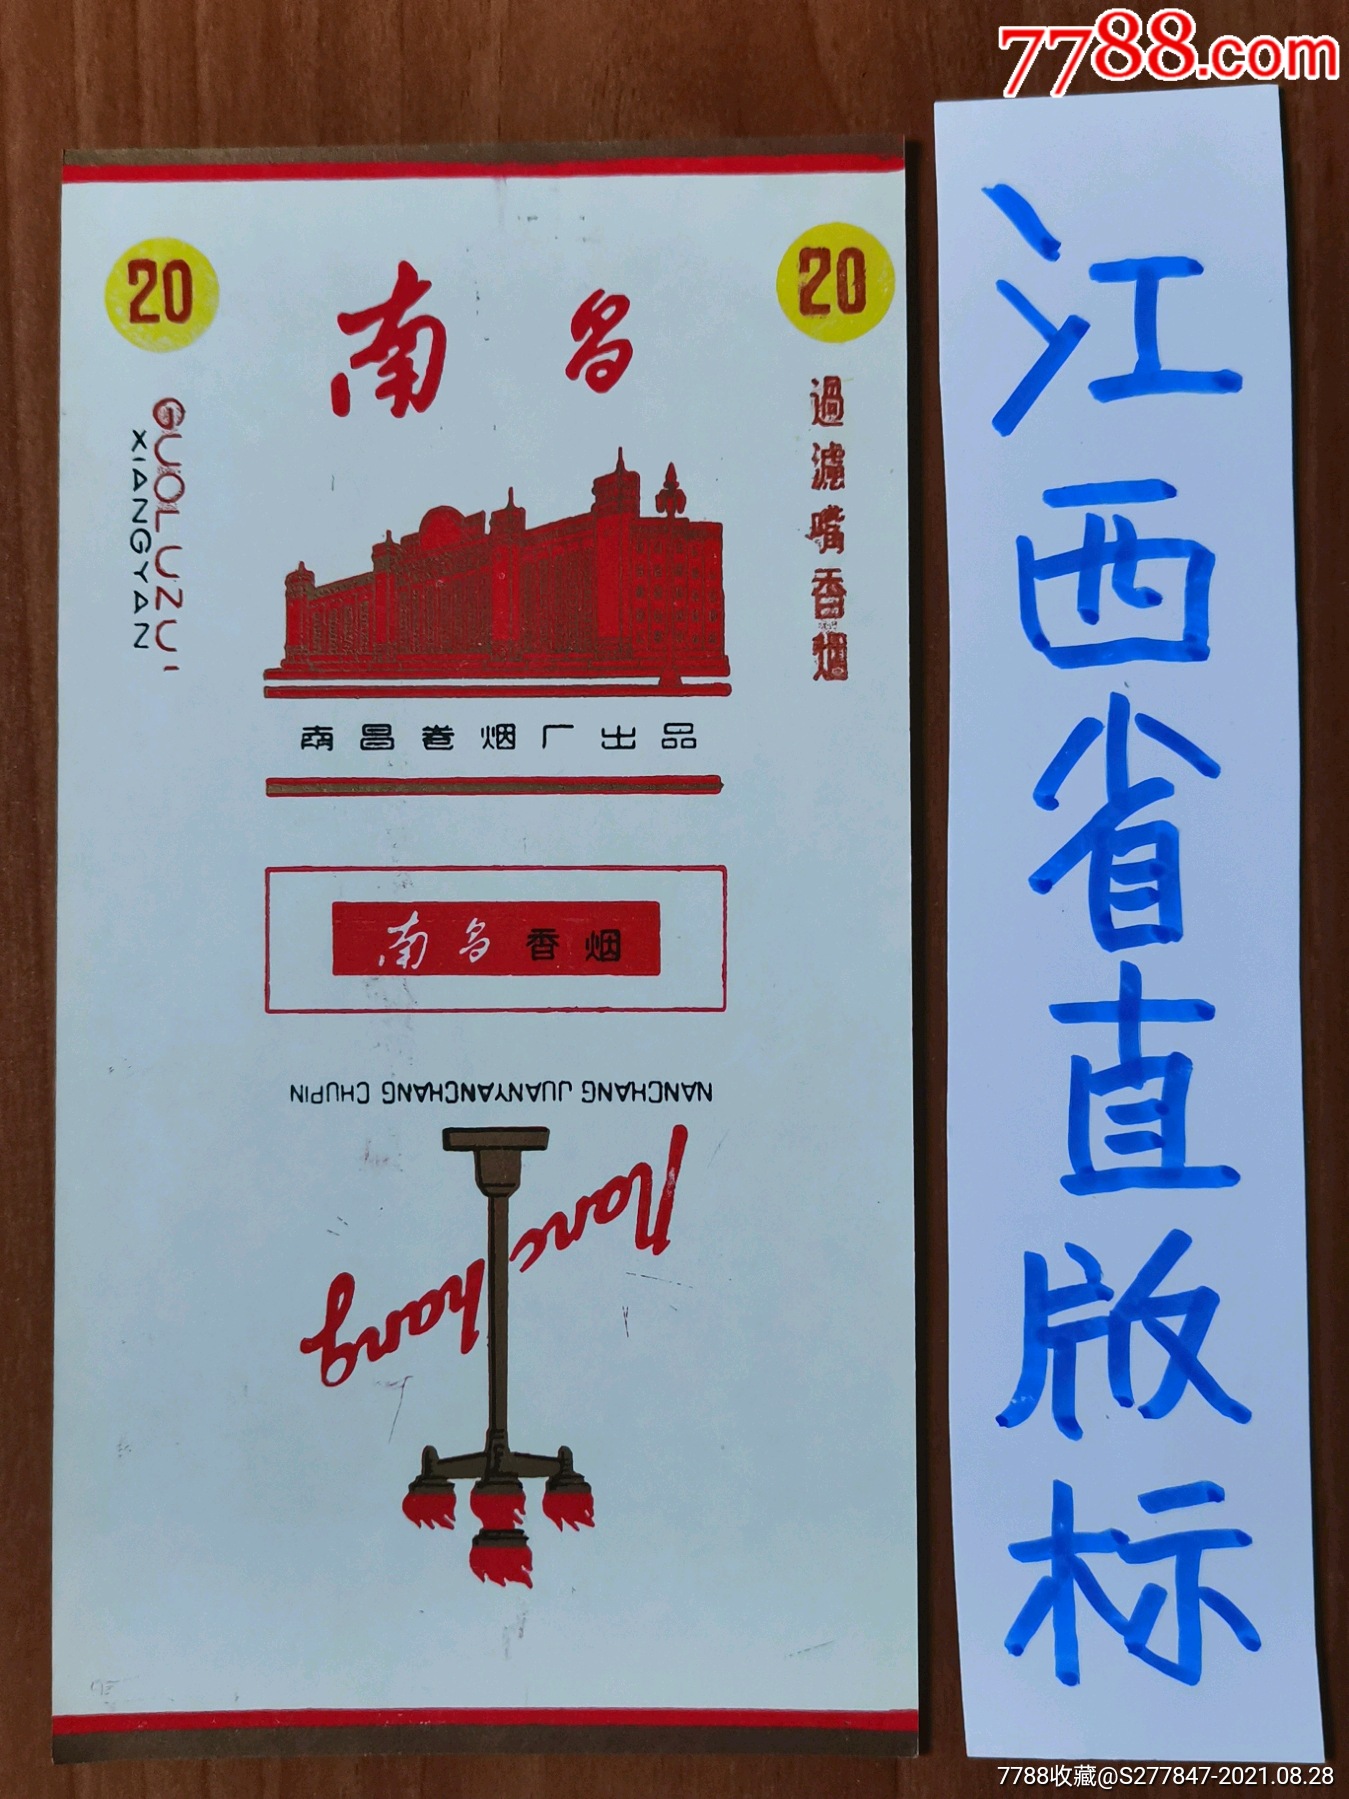 7788.com
20
20
南昌
GUOLUZUI
XIANGYAN
過濾嘴香烟
南昌卷烟厂出品
南昌香烟
NANCHANG JUANYANCHANG CHUPIN
Nanchang
江西省直版标
7788收藏@S277847-2021.08.28